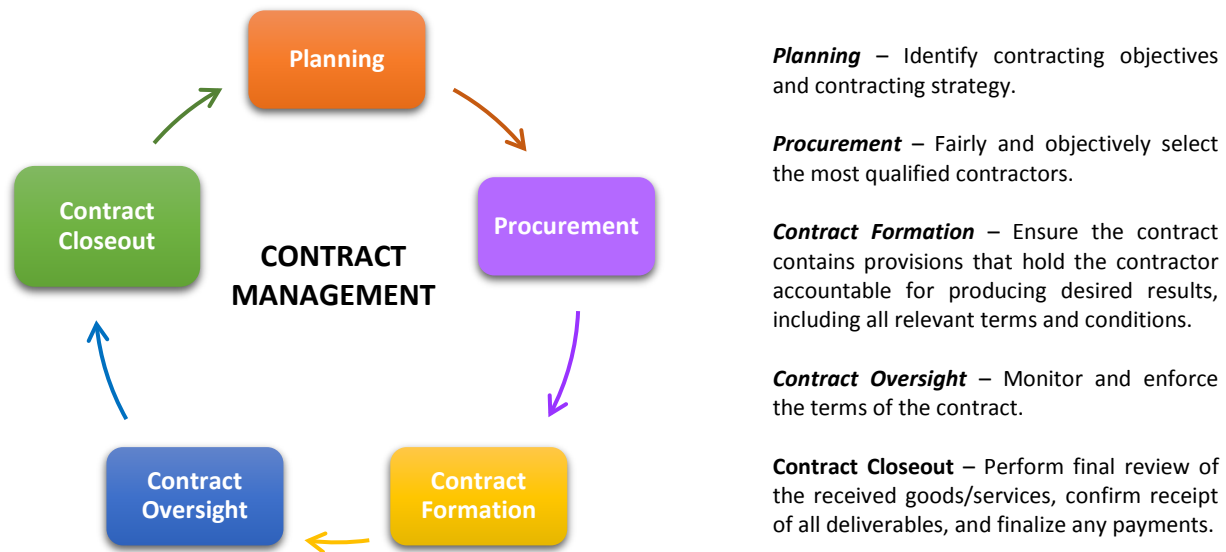 Planning
Procurement
Contract
Formation
Contract
Oversight
Contract
Closeout
CONTRACT
MANAGEMENT
Planning – Identify contracting objectives
and contracting strategy.
Procurement – Fairly and objectively select
the most qualified contractors.
Contract Formation – Ensure the contract
contains provisions that hold the contractor
accountable for producing desired results,
including all relevant terms and conditions.
Contract Oversight – Monitor and enforce
the terms of the contract.
Contract Closeout – Perform final review of
the received goods/services, confirm receipt
of all deliverables, and finalize any payments.